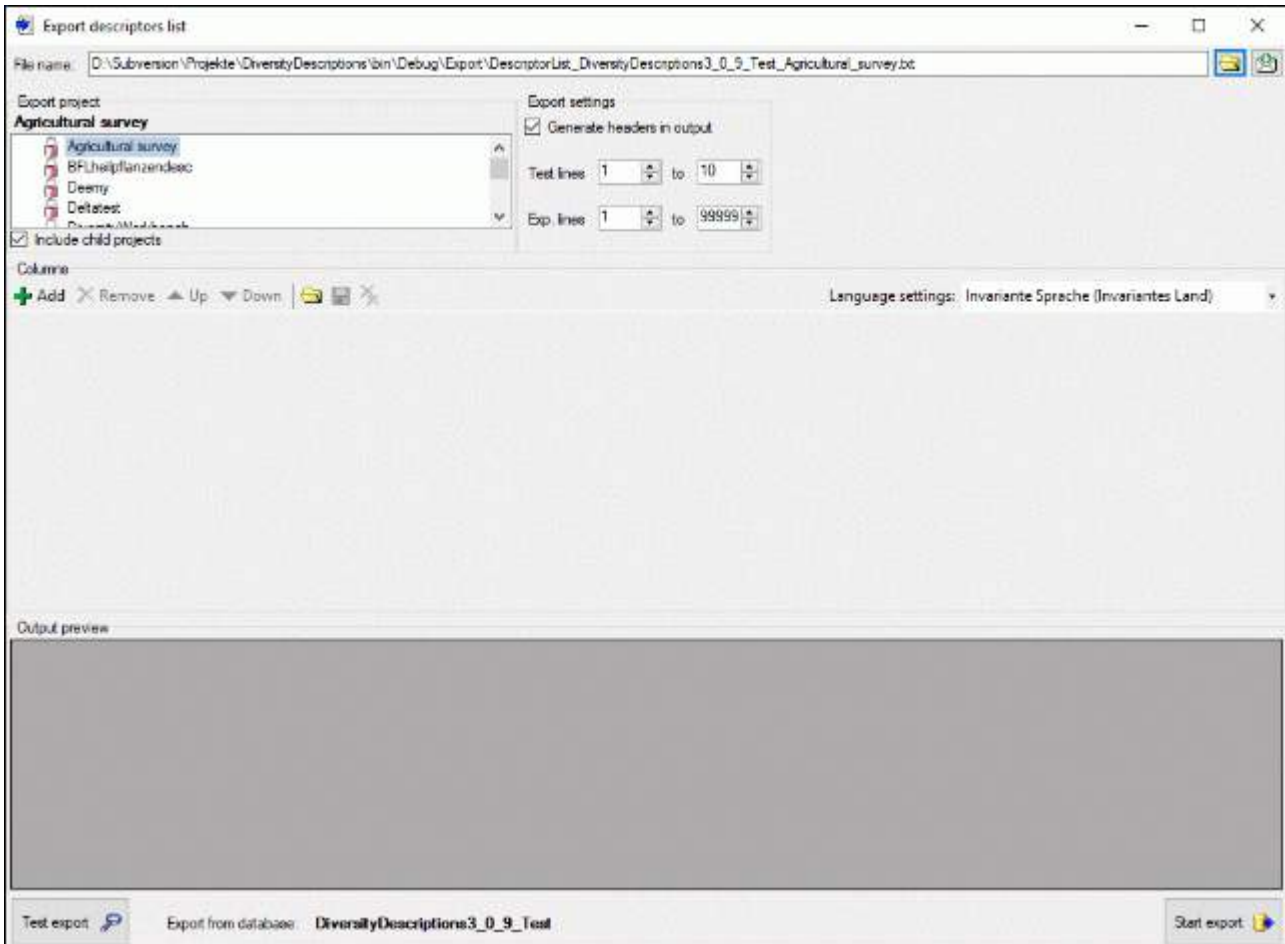 Export descriptors list
File name: D:\Subversion\Projekte\DiversityDescriptions\bin\Debug\Export\DescriptorList_DiversityDescriptions3_0_9_Test_Agricultural_survey.txt
Export project
Agricultural survey
Agricultural survey
BFLheilpflanzendesc
Deemy
Deltatest
DiversityWorkbench
Include child projects
Export settings
Generate headers in output
Test lines 1 to 10
Exp. lines 1 to 99999
Columns
Add Remove Up Down Language settings: Invariante Sprache (Invariantes Land)
Output preview
Test export Export from database: DiversityDescriptions3_0_9_Test Start export